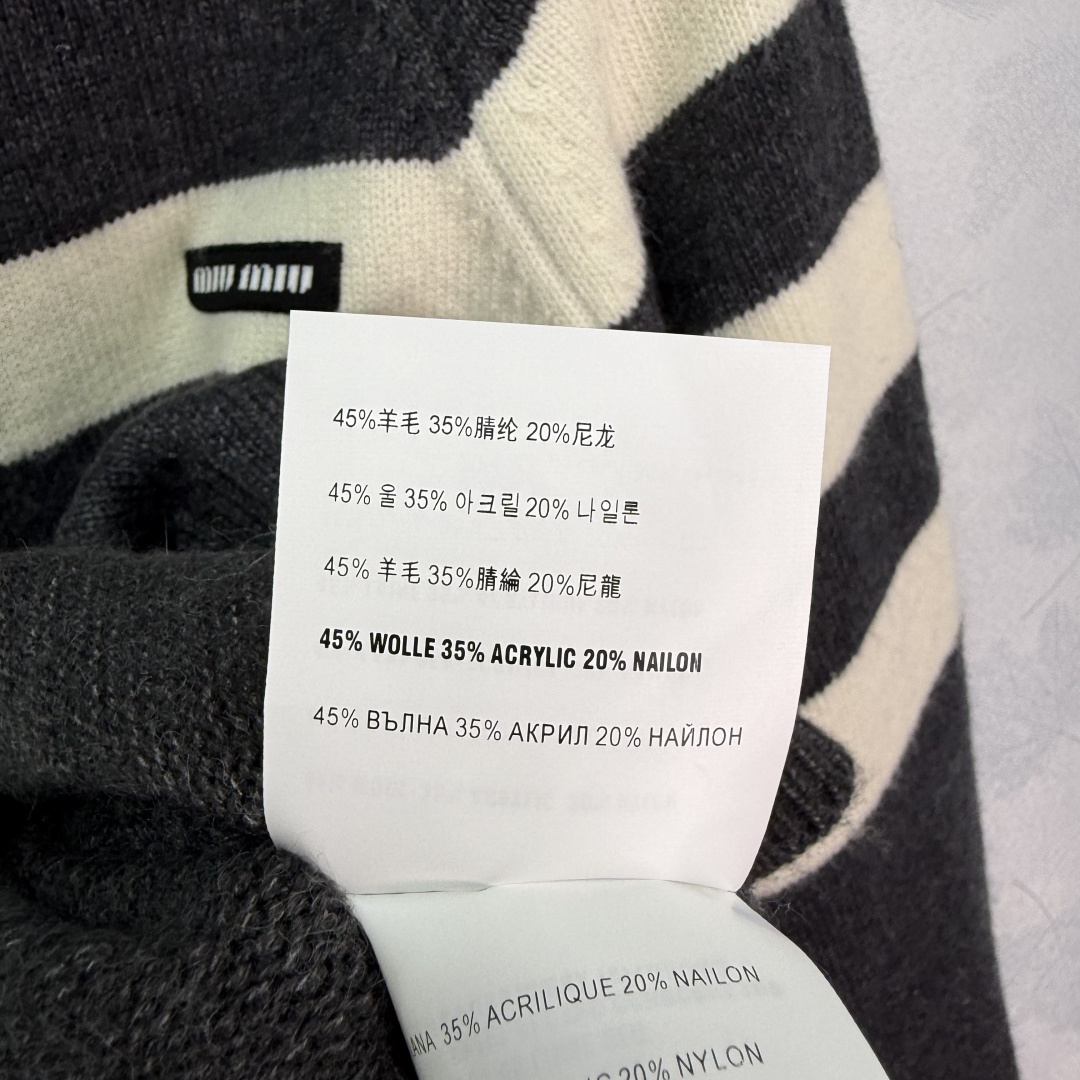 miu miu
45%羊毛 35%腈纶 20%尼龙
45% 울 35% 아크릴 20% 나일론
45% 羊毛 35%腈綸 20%尼龍
45% WOLLE 35% ACRYLIC 20% NAILON
45% ВЪЛНА 35% АКРИЛ 20% НАЙЛОН
35% ACRILIQUE 20% NAILON
20% NYLON